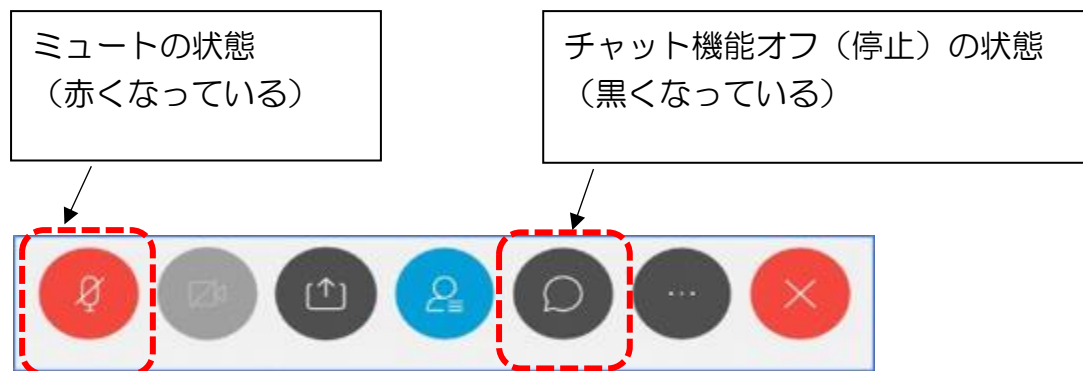 ミュートの状態
（赤くなっている）
チャット機能オフ（停止）の状態
（黒くなっている）